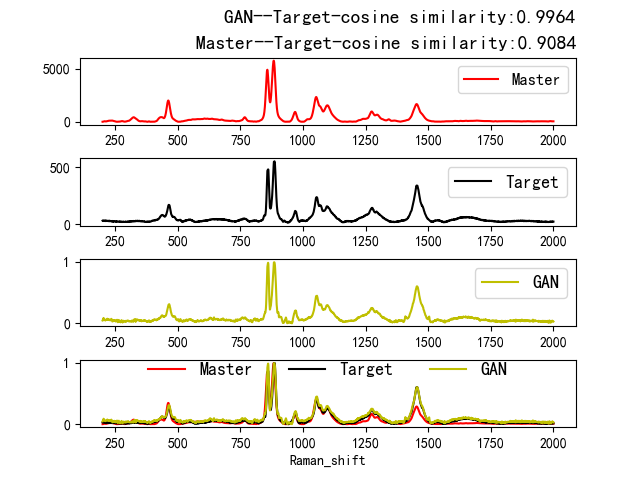 GAN--Target-cosine similarity:0.9964
Master--Target-cosine similarity:0.9084
5000
0
Master
250 500 750 1000 1250 1500 1750 2000
500
0
Target
250 500 750 1000 1250 1500 1750 2000
1
0
GAN
250 500 750 1000 1250 1500 1750 2000
1
0
Master Target GAN
250 500 750 1000 1250 1500 1750 2000
Raman_shift